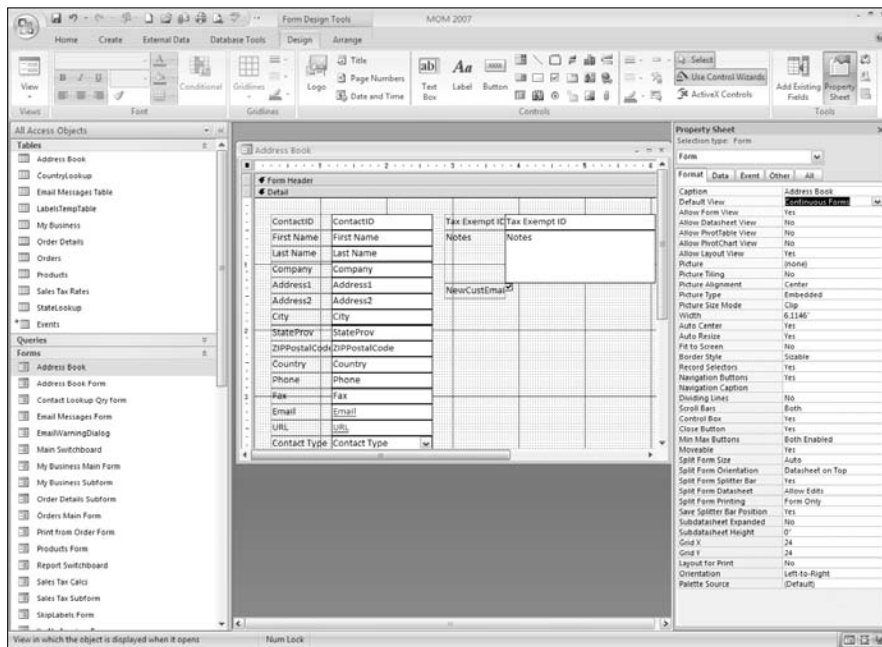 Form Design Tools
MOM 2007
Home
Create
External Data
Database Tools
Design
Arrange
View
B I U
A
Conditional
Gridlines
Logo
Title
Page Numbers
Date and Time
ab|
Text Box
Aa
Label
Button
Select
Use Control Wizards
ActiveX Controls
Add Existing Fields
Property Sheet
Views
Font
Gridlines
Controls
Tools
All Access Objects
Tables
Address Book
CountryLookup
Email Messages Table
LabelsTempTable
My Business
Order Details
Orders
Products
Sales Tax Rates
StateLookup
Events
Queries
Forms
Address Book
Address Book Form
Contact Lookup Qry form
Email Messages Form
EmailWarningDialog
Main Switchboard
My Business Main Form
My Business Subform
Order Details Subform
Orders Main Form
Print from Order Form
Products Form
Report Switchboard
Sales Tax Calcs
Sales Tax Subform
SkipLabels Form
Address Book
Form Header
Detail
ContactID ContactID
First Name First Name
Last Name Last Name
Company Company
Address1 Address1
Address2 Address2
City City
StateProv StateProv
ZIPPostalCode ZIPPostalCode
Country Country
Phone Phone
Fax Fax
Email Email
URL URL
Contact Type Contact Type
Tax Exempt ID Tax Exempt ID
Notes Notes
NewCustEmai
Property Sheet
Selection type: Form
Form
Format Data Event Other All
Caption Address Book
Default View Continuous Forms
Allow Form View Yes
Allow Datasheet View No
Allow PivotTable View No
Allow PivotChart View No
Allow Layout View Yes
Picture (none)
Picture Tiling No
Picture Alignment Center
Picture Type Embedded
Picture Size Mode Clip
Width 6.1146"
Auto Center Yes
Auto Resize Yes
Fit to Screen No
Border Style Sizable
Record Selectors Yes
Navigation Buttons Yes
Navigation Caption
Dividing Lines No
Scroll Bars Both
Control Box Yes
Close Button Yes
Min Max Buttons Both Enabled
Moveable Yes
Split Form Size Auto
Split Form Orientation Datasheet on Top
Split Form Splitter Bar Yes
Split Form Datasheet Allow Edits
Split Form Printing Form Only
Save Splitter Bar Position Yes
Subdatasheet Expanded No
Subdatasheet Height 0"
Grid X 24
Grid Y 24
Layout for Print No
Orientation Left-to-Right
Palette Source (Default)
View in which the object is displayed when it opens
Num Lock